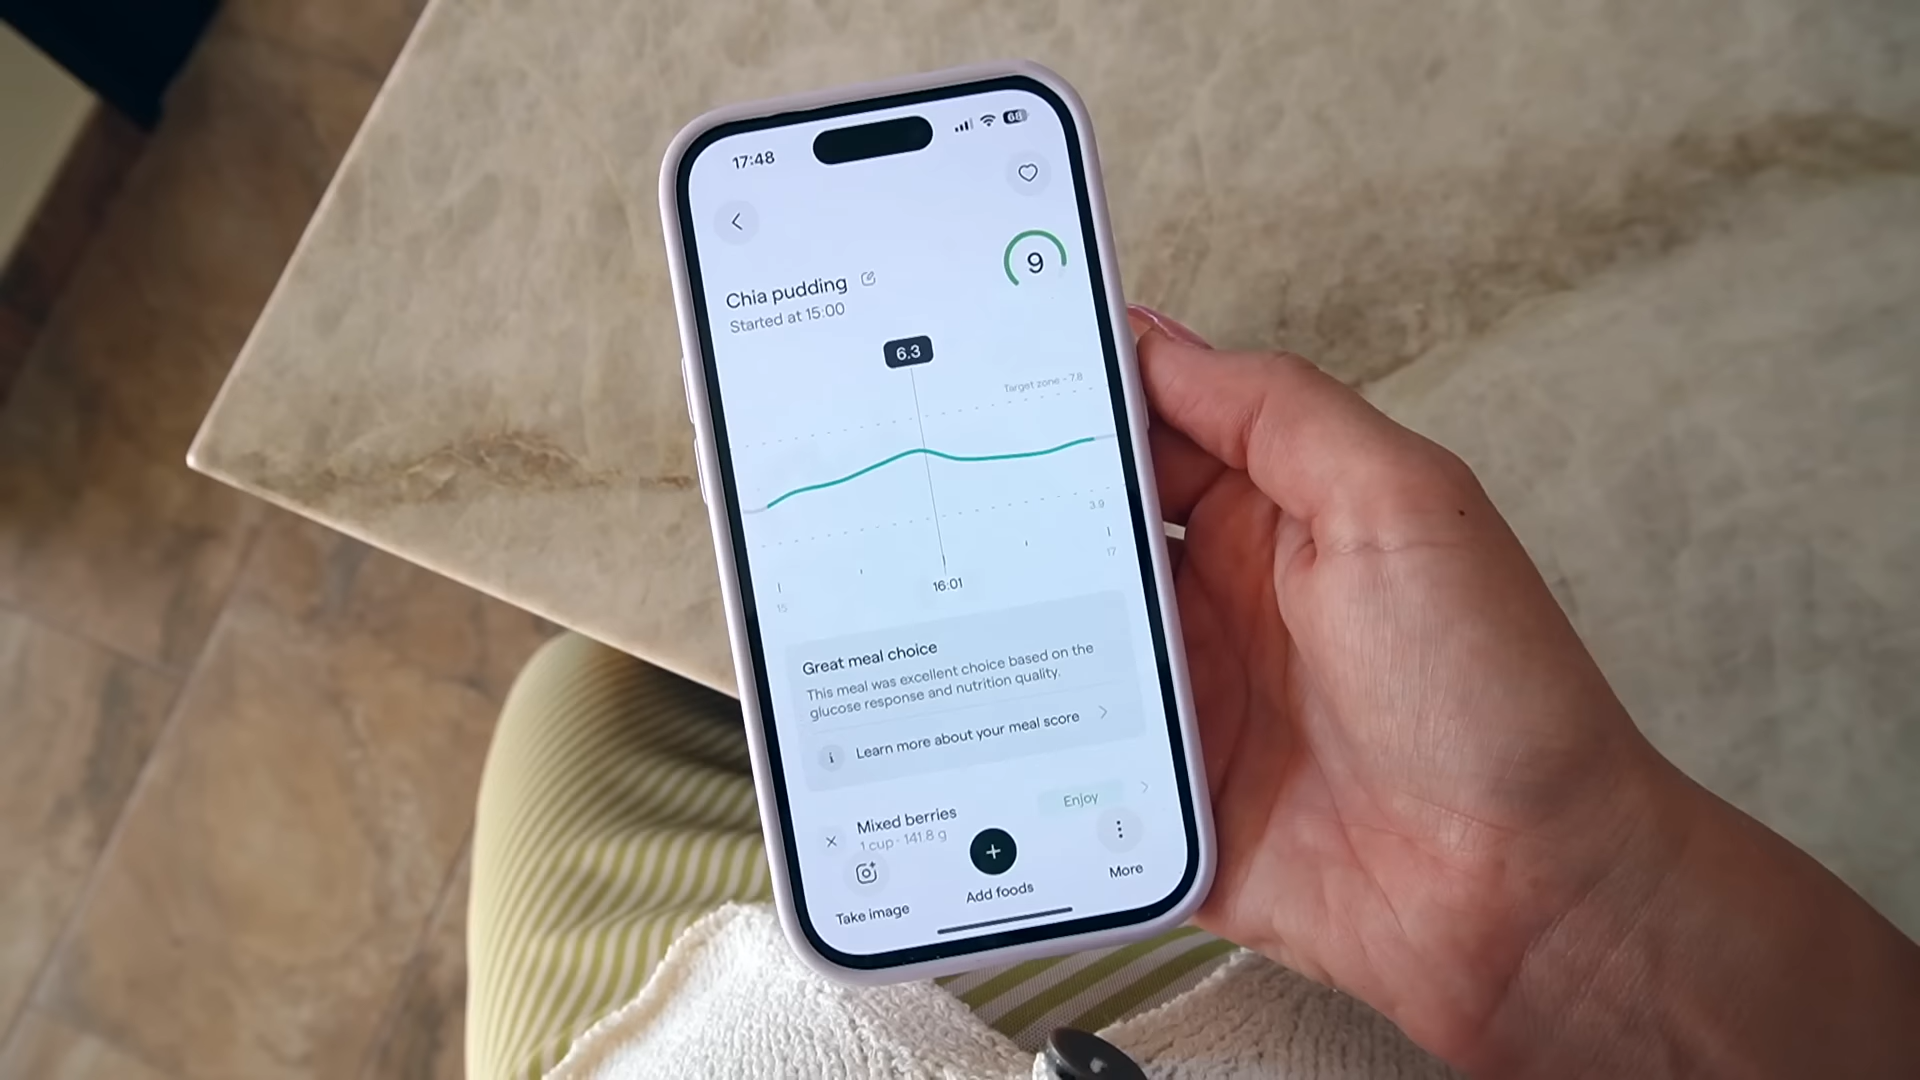 17:48
68
9
Chia pudding
Started at 15:00
6.3
Target zone - 7.8
3.9
15
16:01
17
Great meal choice
This meal was excellent choice based on the
glucose response and nutrition quality.
i
Learn more about your meal score
Mixed berries
Enjoy
1 cup · 141.8 g
Take image
Add foods
More